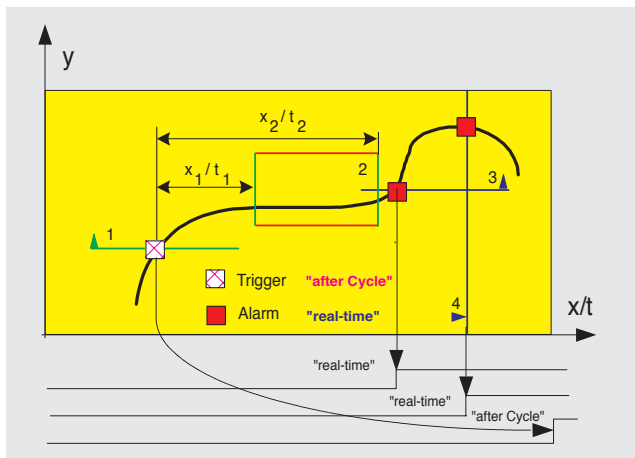 y
x2/t2
x1/t1
2
3
1
Trigger "after Cycle"
Alarm "real-time"
4
x/t
"real-time"
"real-time"
"after Cycle"